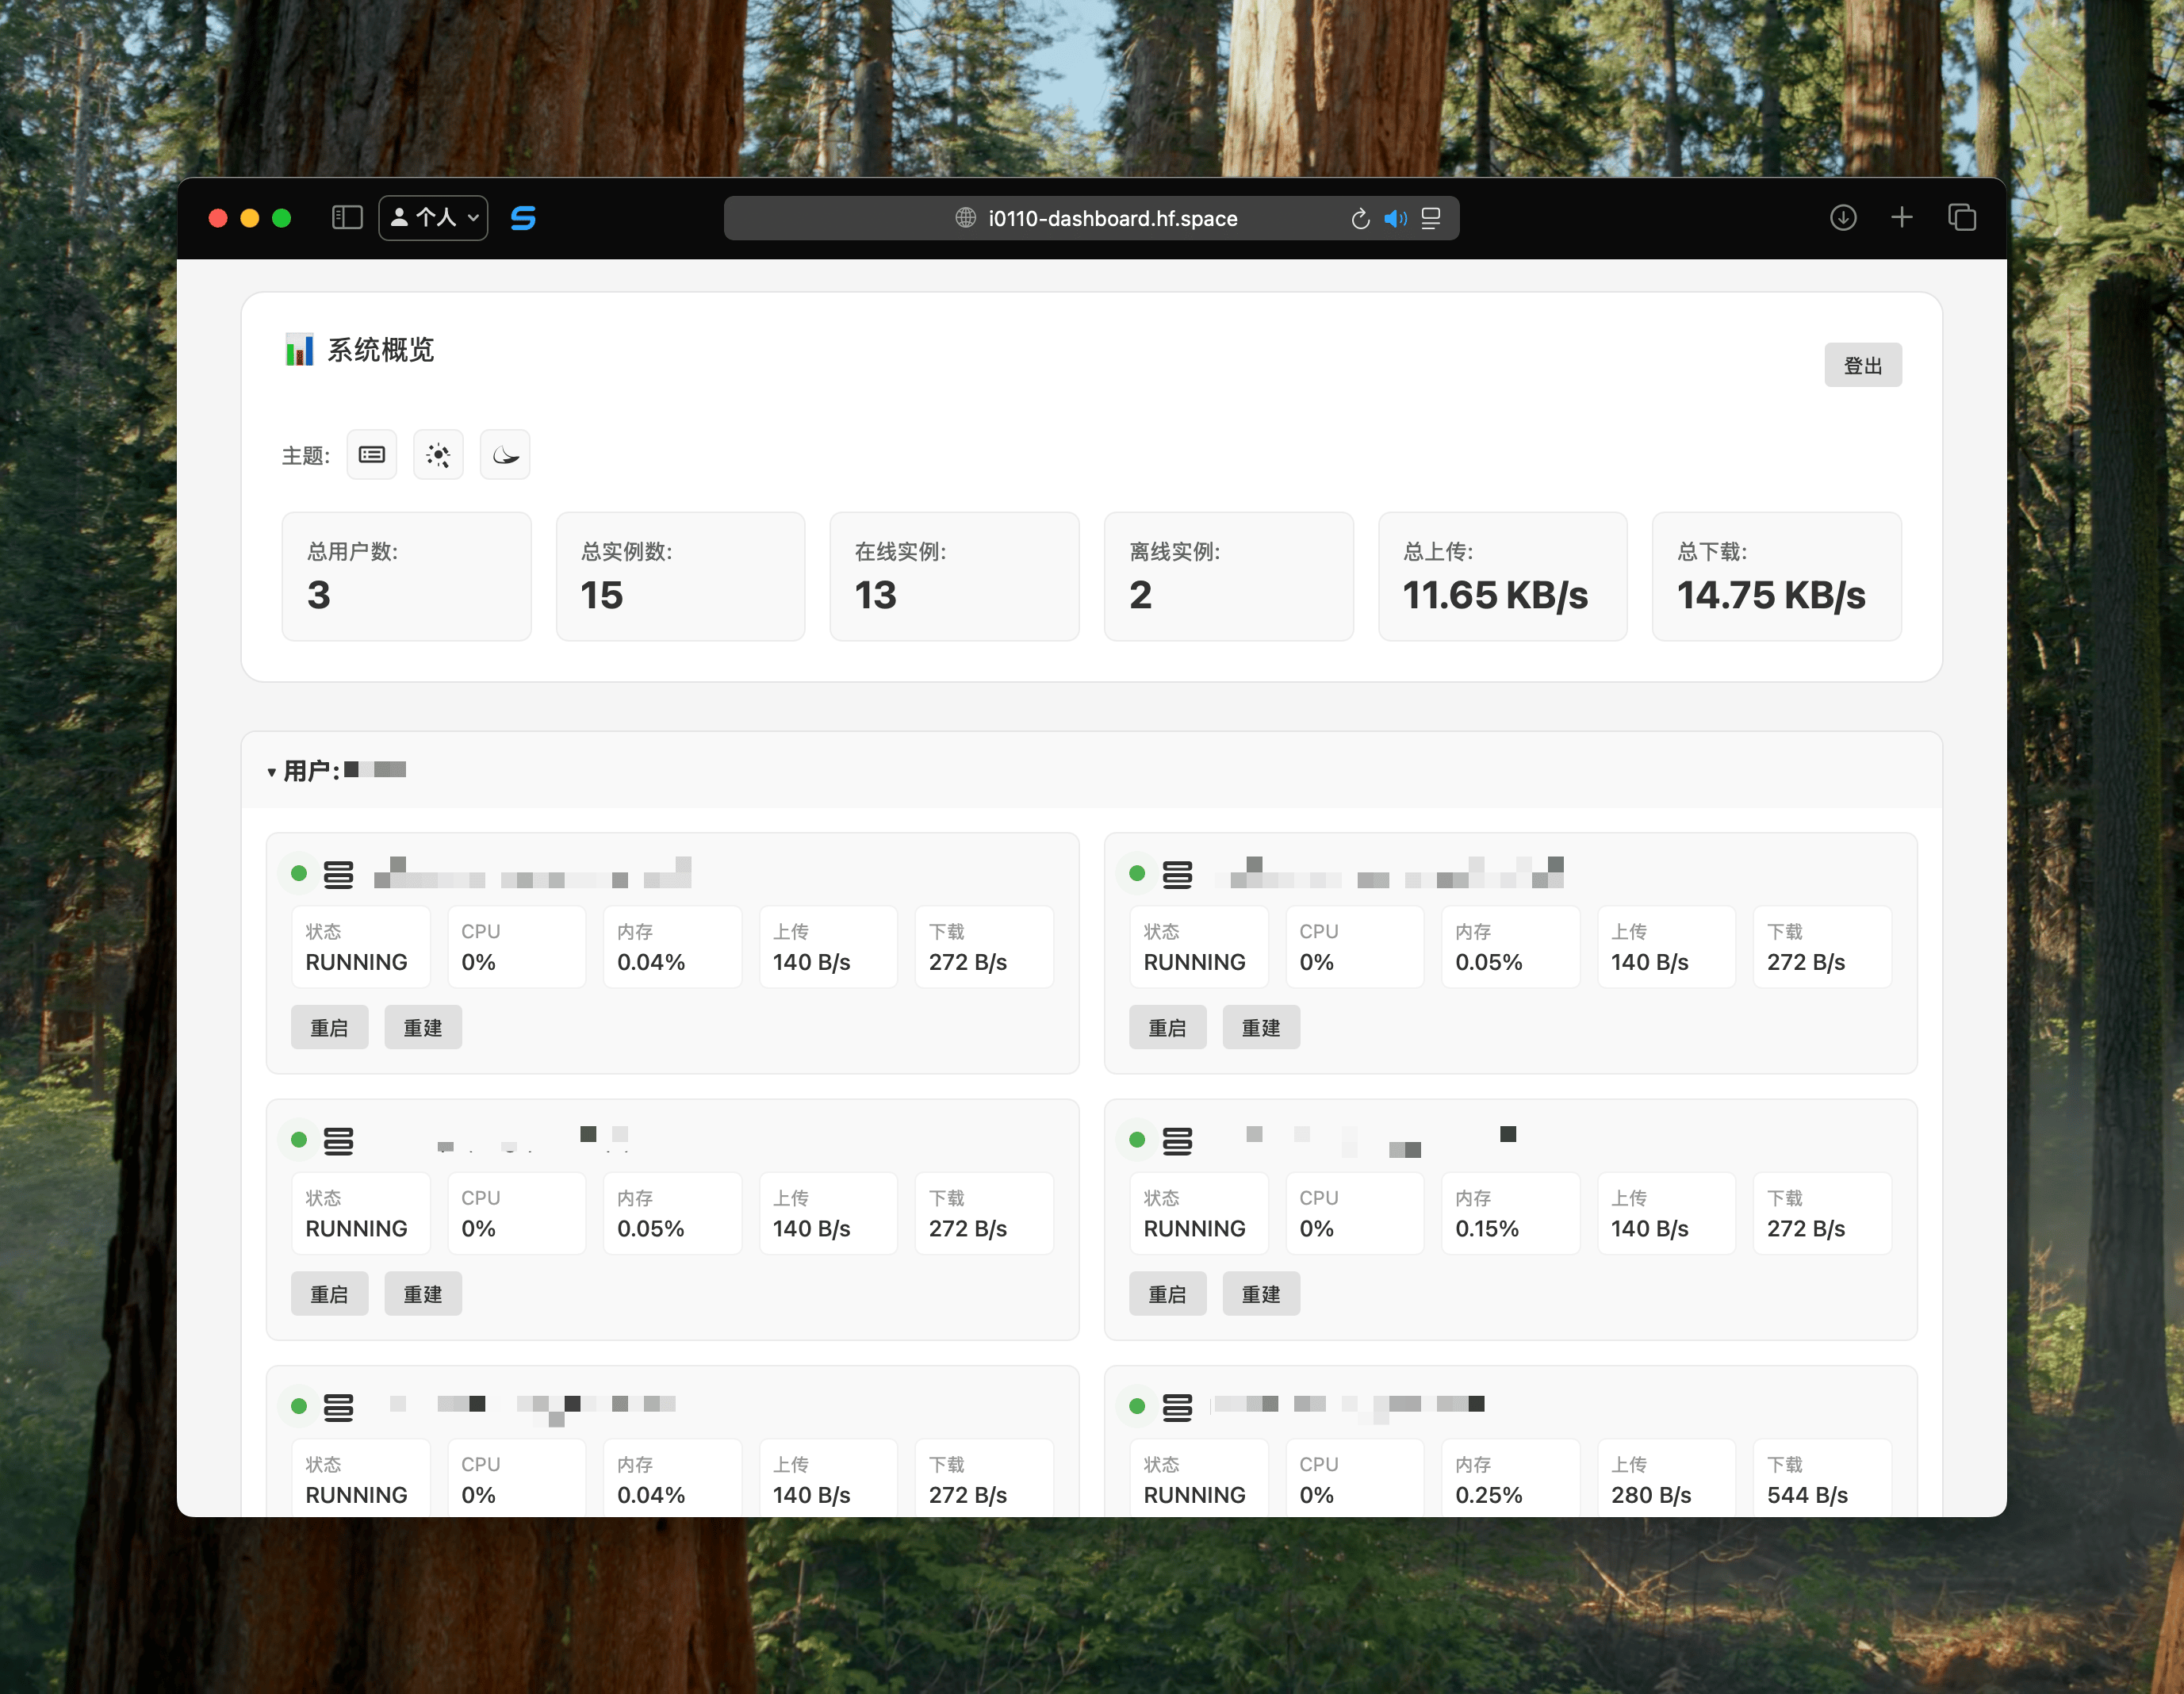 个人
i0110-dashboard.hf.space
系统概览
登出
主题:
总用户数:
3
总实例数:
15
在线实例:
13
离线实例:
2
总上传:
11.65 KB/s
总下载:
14.75 KB/s
用户:
状态
RUNNING
CPU
0%
内存
0.04%
上传
140 B/s
下载
272 B/s
重启
重建
状态
RUNNING
CPU
0%
内存
0.05%
上传
140 B/s
下载
272 B/s
重启
重建
状态
RUNNING
CPU
0%
内存
0.05%
上传
140 B/s
下载
272 B/s
重启
重建
状态
RUNNING
CPU
0%
内存
0.15%
上传
140 B/s
下载
272 B/s
重启
重建
状态
RUNNING
CPU
0%
内存
0.04%
上传
140 B/s
下载
272 B/s
状态
RUNNING
CPU
0%
内存
0.25%
上传
280 B/s
下载
544 B/s